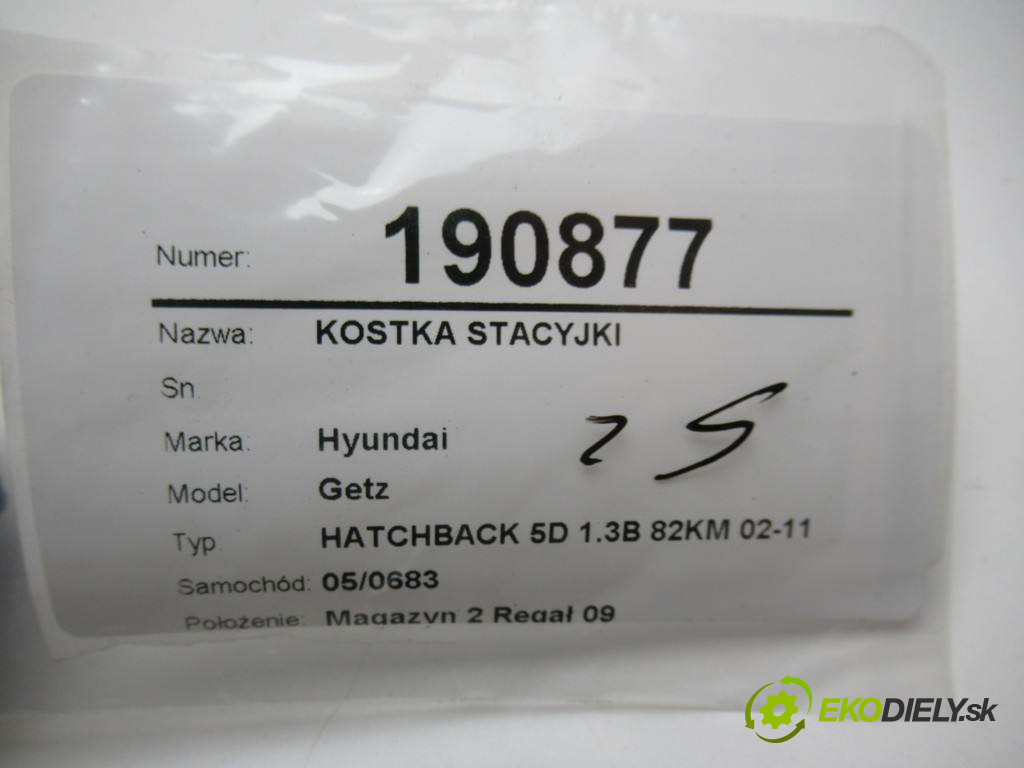 Numer: 190877
Nazwa: KOSTKA STACYJKI
Sn.
Marka: Hyundai
25
Model: Getz
Typ HATCHBACK 5D 1.3B 82KM 02-11
Samochód: 05/0683
Położenie: Magazyn 2 Regał 09
EKODIELY.sk